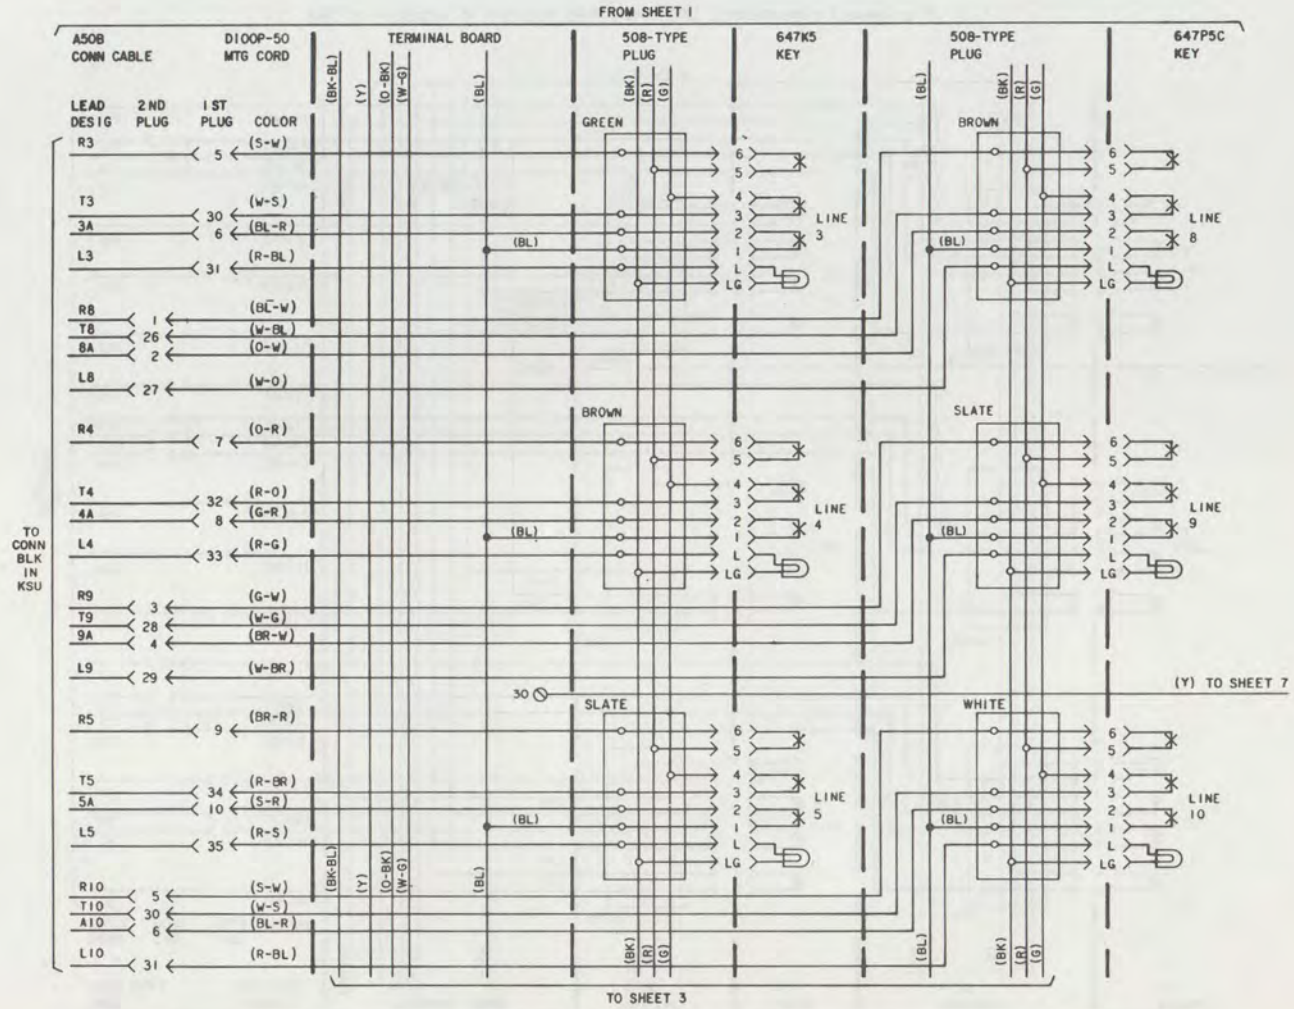 FROM SHEET 1
A50B CONN CABLE
D100P-50 MTG CORD
TERMINAL BOARD
508-TYPE PLUG
647K5 KEY
508-TYPE PLUG
647P5C KEY
LEAD DESIG
2ND PLUG
1ST PLUG
COLOR
(BK-BL) (Y) (O-BK) (W-G) (BL) (BK) (R) (G) (BL) (BK) (R) (G)
GREEN
BROWN
R3 5 (S-W)
T3 30 (W-S)
3A 6 (BL-R)
L3 31 (R-BL)
(BL)
6
5
4
3
2
1
L
LG
LINE 3
(BL)
6
5
4
3
2
1
L
LG
LINE 8
R8 1 (BL-W)
T8 26 (W-BL)
8A 2 (O-W)
L8 27 (W-O)
BROWN
SLATE
R4 7 (O-R)
T4 32 (R-O)
4A 8 (G-R)
L4 33 (R-G)
(BL)
6
5
4
3
2
1
L
LG
LINE 4
(BL)
6
5
4
3
2
1
L
LG
LINE 9
TO CONN BLK IN KSU
R9 3 (G-W)
T9 28 (W-G)
9A 4 (BR-W)
L9 29 (W-BR)
30
(Y) TO SHEET 7
SLATE
WHITE
R5 9 (BR-R)
T5 34 (R-BR)
5A 10 (S-R)
L5 35 (R-S)
(BL)
6
5
4
3
2
1
L
LG
LINE 5
(BL)
6
5
4
3
2
1
L
LG
LINE 10
(BK-BL) (Y) (O-BK) (W-G) (BL)
R10 5 (S-W)
T10 30 (W-S)
A10 6 (BL-R)
L10 31 (R-BL)
(BK) (R) (G) (BL) (BK) (R) (G)
TO SHEET 3